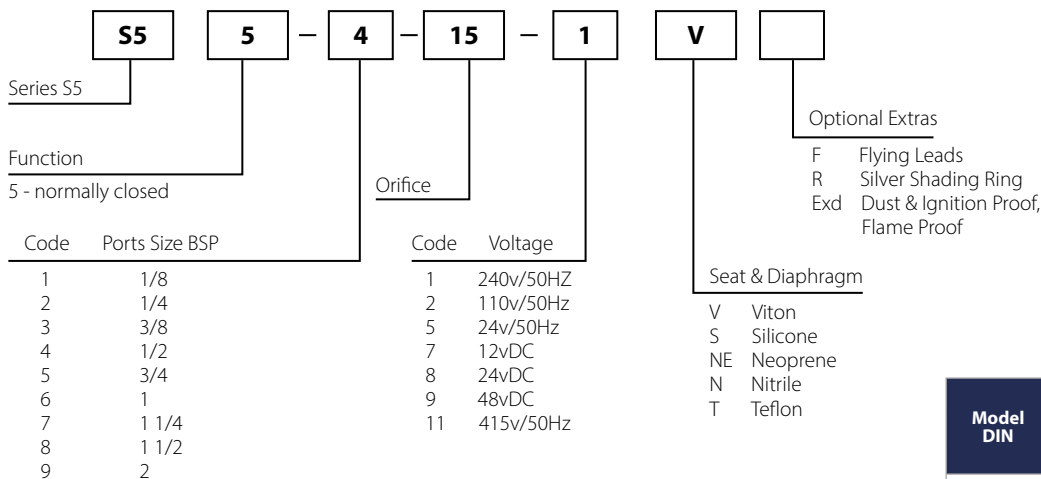 S5 5 – 4 – 15 – 1 V
Series S5
Function
5 - normally closed
Orifice
Optional Extras
F Flying Leads
R Silver Shading Ring
Exd Dust & Ignition Proof,
Flame Proof
Code Ports Size BSP
1 1/8
2 1/4
3 3/8
4 1/2
5 3/4
6 1
7 1 1/4
8 1 1/2
9 2
Code Voltage
1 240v/50HZ
2 110v/50Hz
5 24v/50Hz
7 12vDC
8 24vDC
9 48vDC
11 415v/50Hz
Seat & Diaphragm
V Viton
S Silicone
NE Neoprene
N Nitrile
T Teflon
Model
DIN